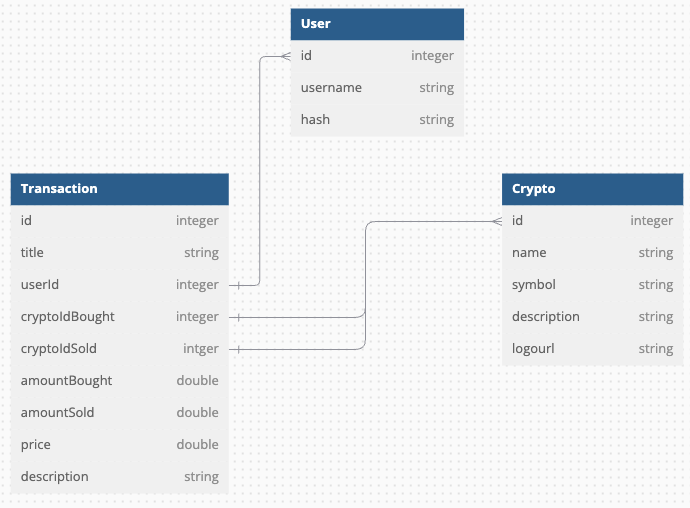 User
id integer
username string
hash string
Transaction
id integer
title string
userId integer
cryptoIdBought integer
cryptoIdSold intger
amountBought double
amountSold double
price double
description string
Crypto
id integer
name string
symbol string
description string
logourl string